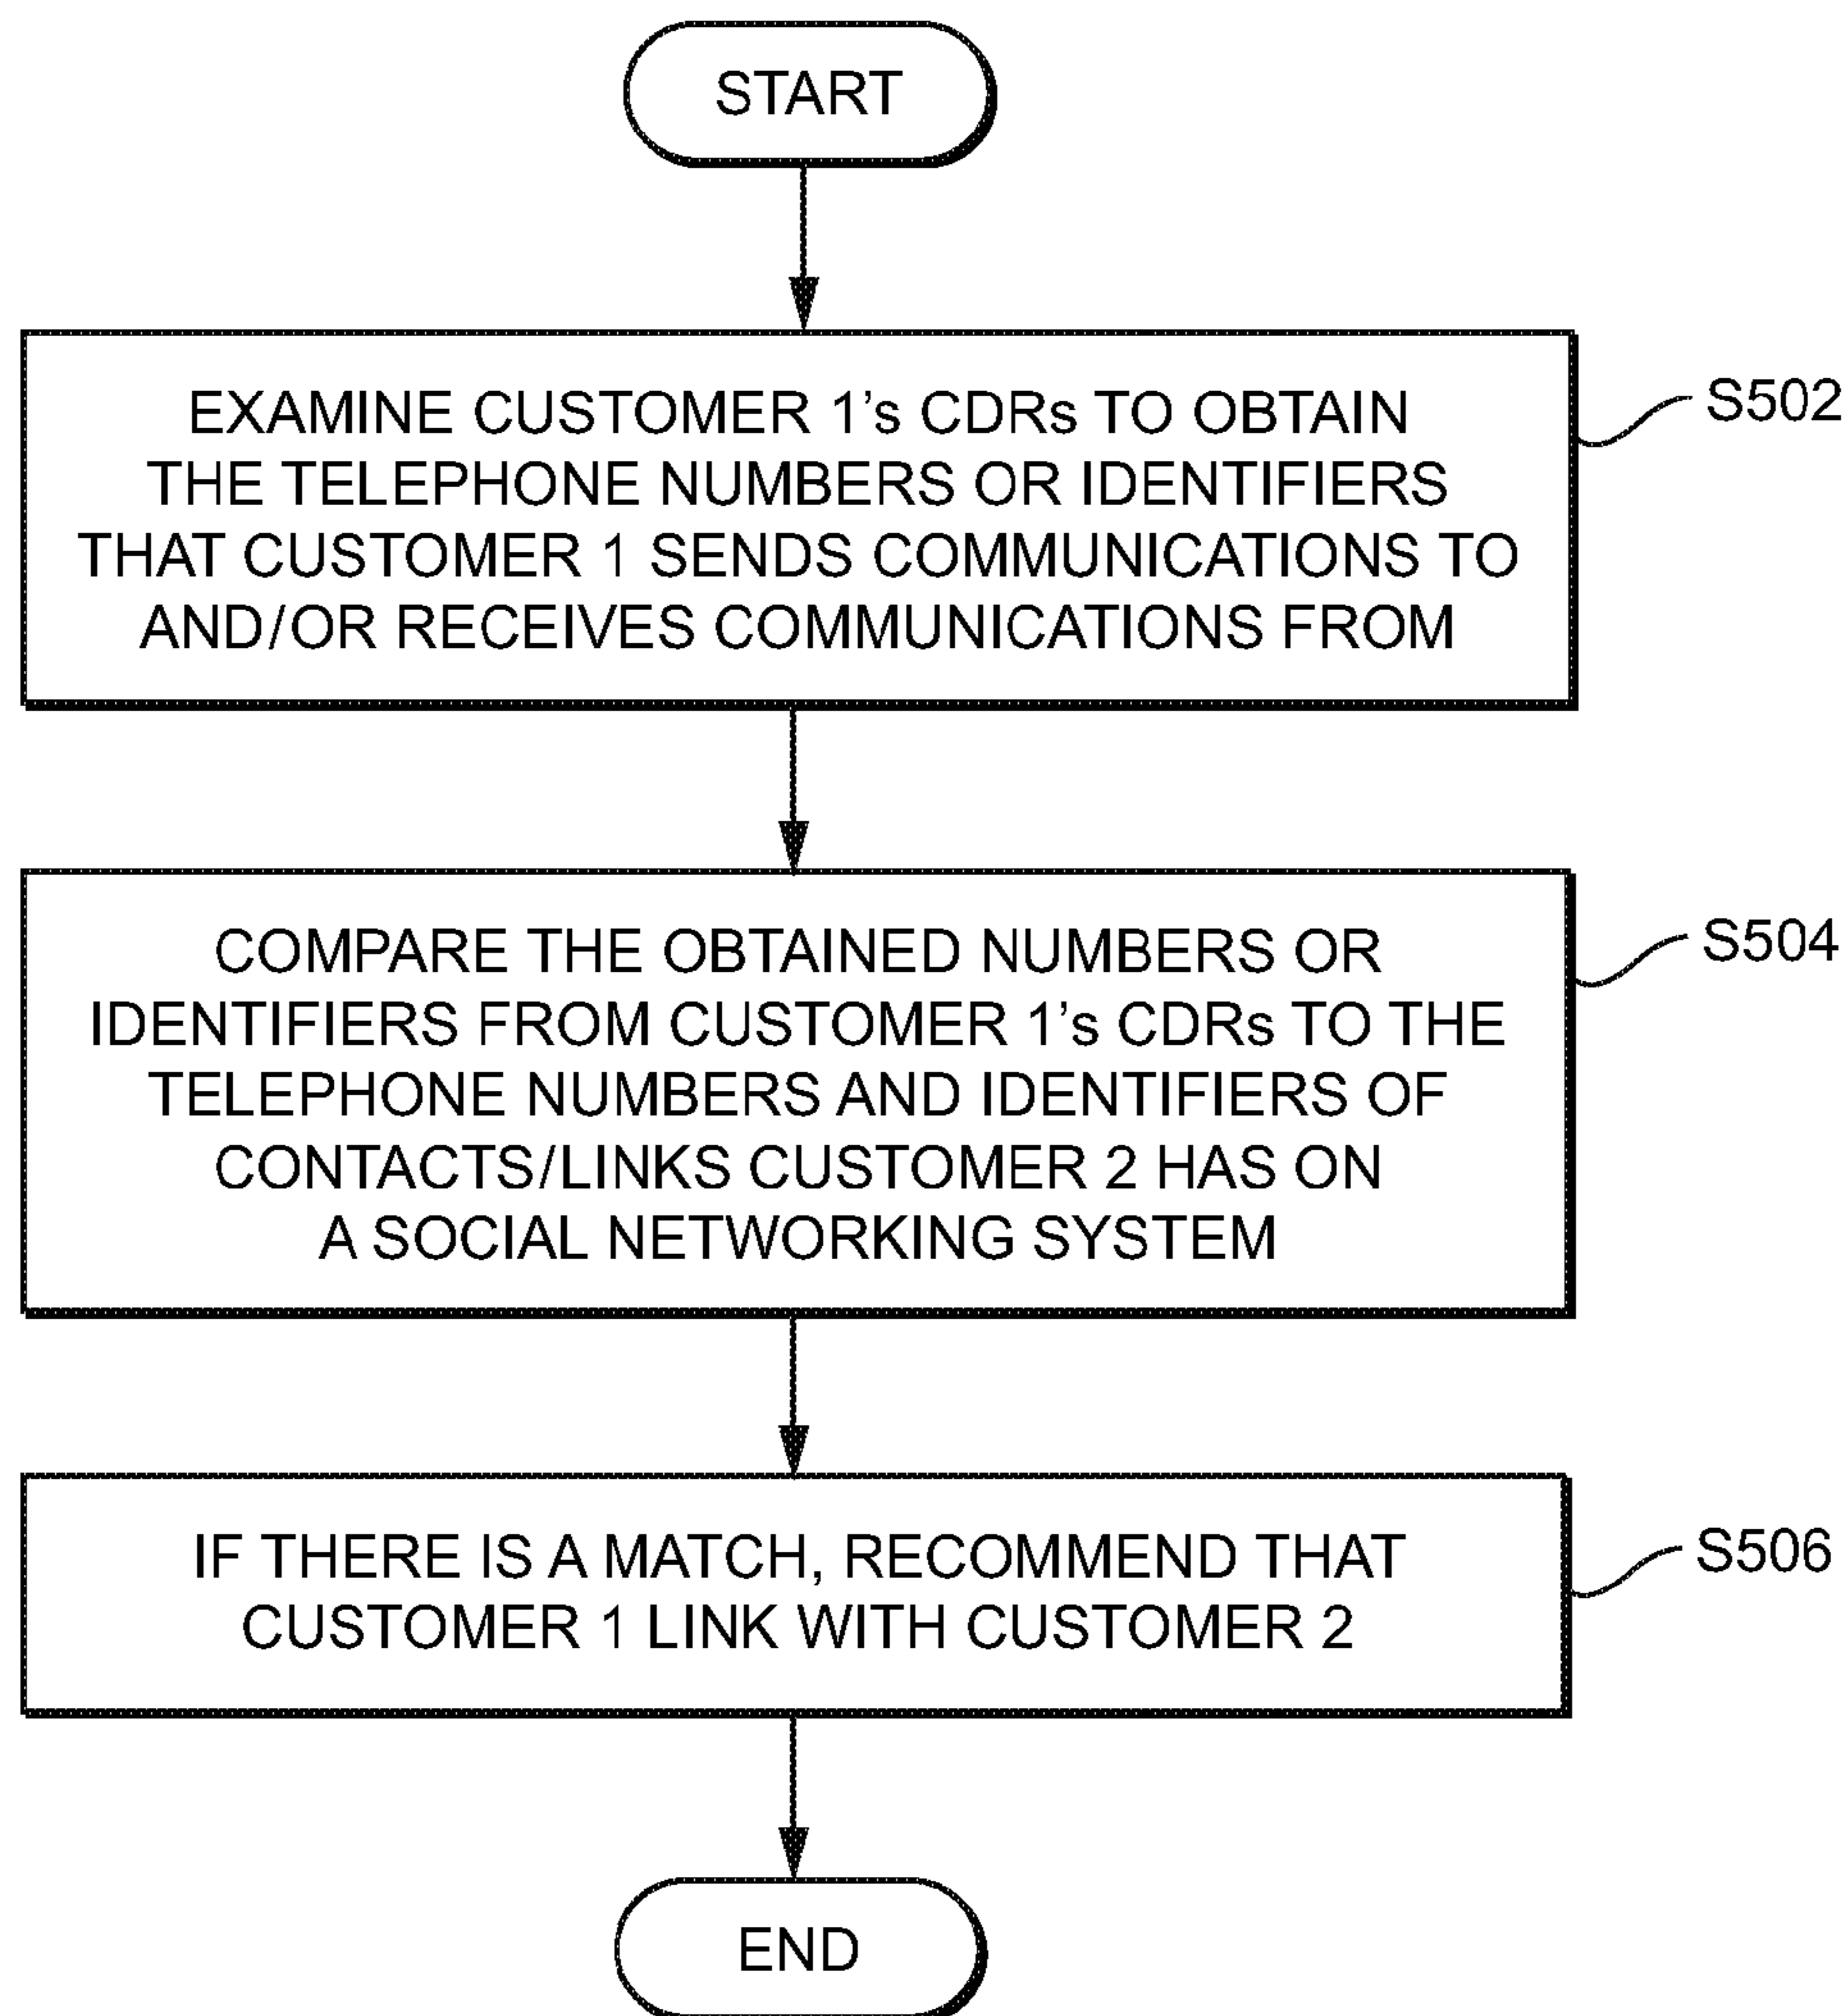 START
EXAMINE CUSTOMER 1's CDRs TO OBTAIN
THE TELEPHONE NUMBERS OR IDENTIFIERS
THAT CUSTOMER 1 SENDS COMMUNICATIONS TO
AND/OR RECEIVES COMMUNICATIONS FROM
S502
COMPARE THE OBTAINED NUMBERS OR
IDENTIFIERS FROM CUSTOMER 1's CDRs TO THE
TELEPHONE NUMBERS AND IDENTIFIERS OF
CONTACTS/LINKS CUSTOMER 2 HAS ON
A SOCIAL NETWORKING SYSTEM
S504
IF THERE IS A MATCH, RECOMMEND THAT
CUSTOMER 1 LINK WITH CUSTOMER 2
S506
END